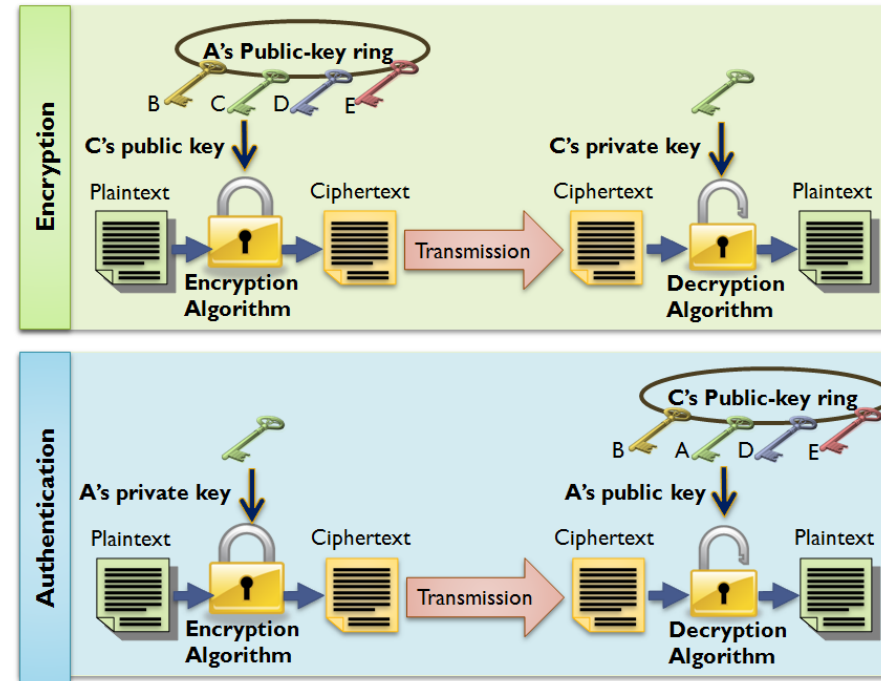 Encryption
A's Public-key ring
B C D E
C's public key
C's private key
Plaintext
Ciphertext
Ciphertext
Plaintext
Transmission
Encryption
Algorithm
Decryption
Algorithm
Authentication
C's Public-key ring
B A D E
A's private key
A's public key
Plaintext
Ciphertext
Ciphertext
Plaintext
Transmission
Encryption
Algorithm
Decryption
Algorithm